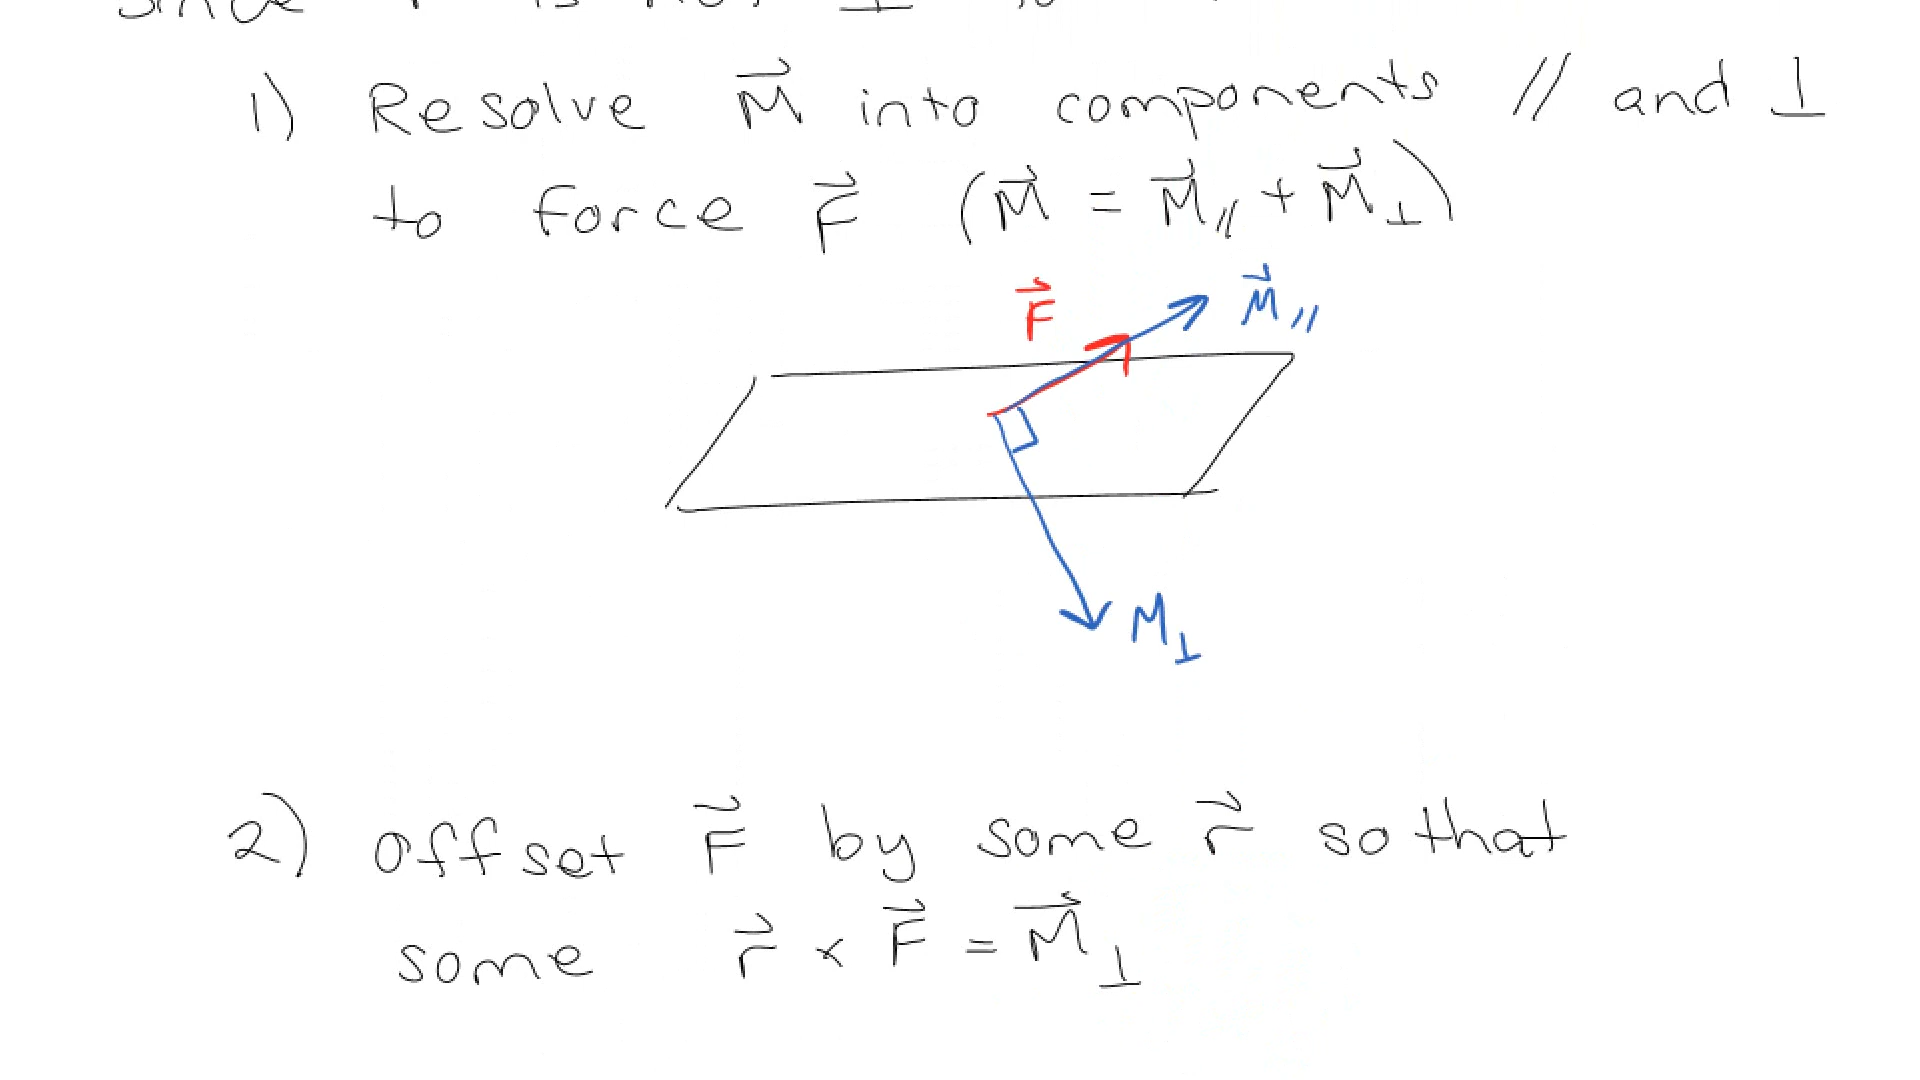 1) Resolve M⃗ into components // and ⊥
to force F⃗ (M⃗ = M⃗// + M⃗⊥)
F⃗
M⃗//
M⊥
2) offset F⃗ by some r⃗ so that
some r⃗ × F⃗ = M⃗⊥